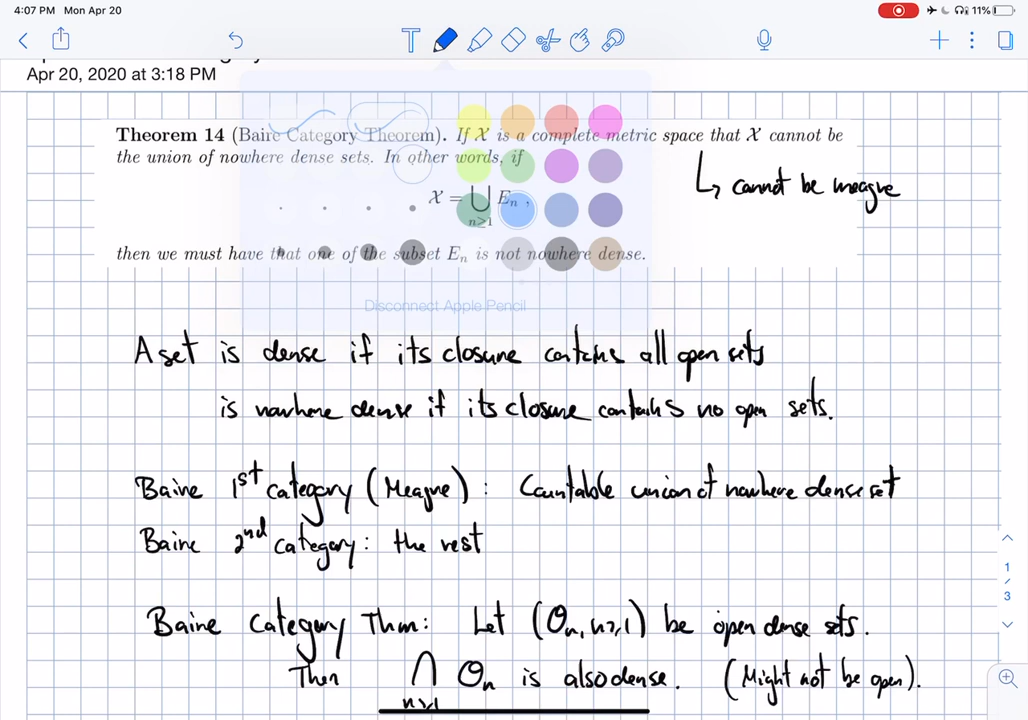 4:07 PM Mon Apr 20
11%
T
Apr 20, 2020 at 3:18 PM
Theorem 14 (Baire Category Theorem). If X is a complete metric space that X cannot be
the union of nowhere dense sets. In other words, if
↳ cannot be meagre
X = ⋃ Eₙ ,
n≥1
then we must have that one of the subset Eₙ is not nowhere dense.
Disconnect Apple Pencil
A set is dense if its closure contains all open sets
is nowhere dense if its closure contains no open sets.
Baire 1st category (Meagre) : Countable union of nowhere dense set
Baire 2nd category : the rest
1
/
3
Baire Category Thm : Let (Oₙ, n≥1) be open dense sets.
Then ⋂ Oₙ is also dense. (Might not be open).
n≥1